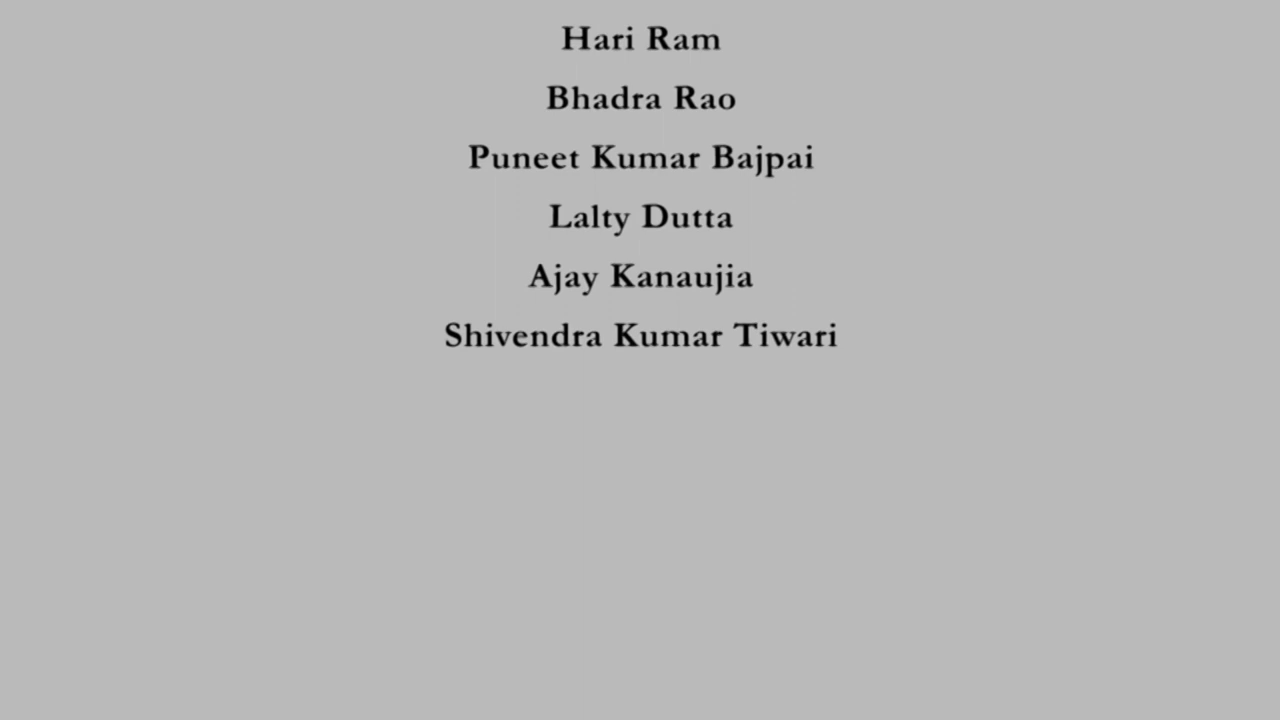 Hari Ram
Bhadra Rao
Puneet Kumar Bajpai
Lalty Dutta
Ajay Kanaujia
Shivendra Kumar Tiwari